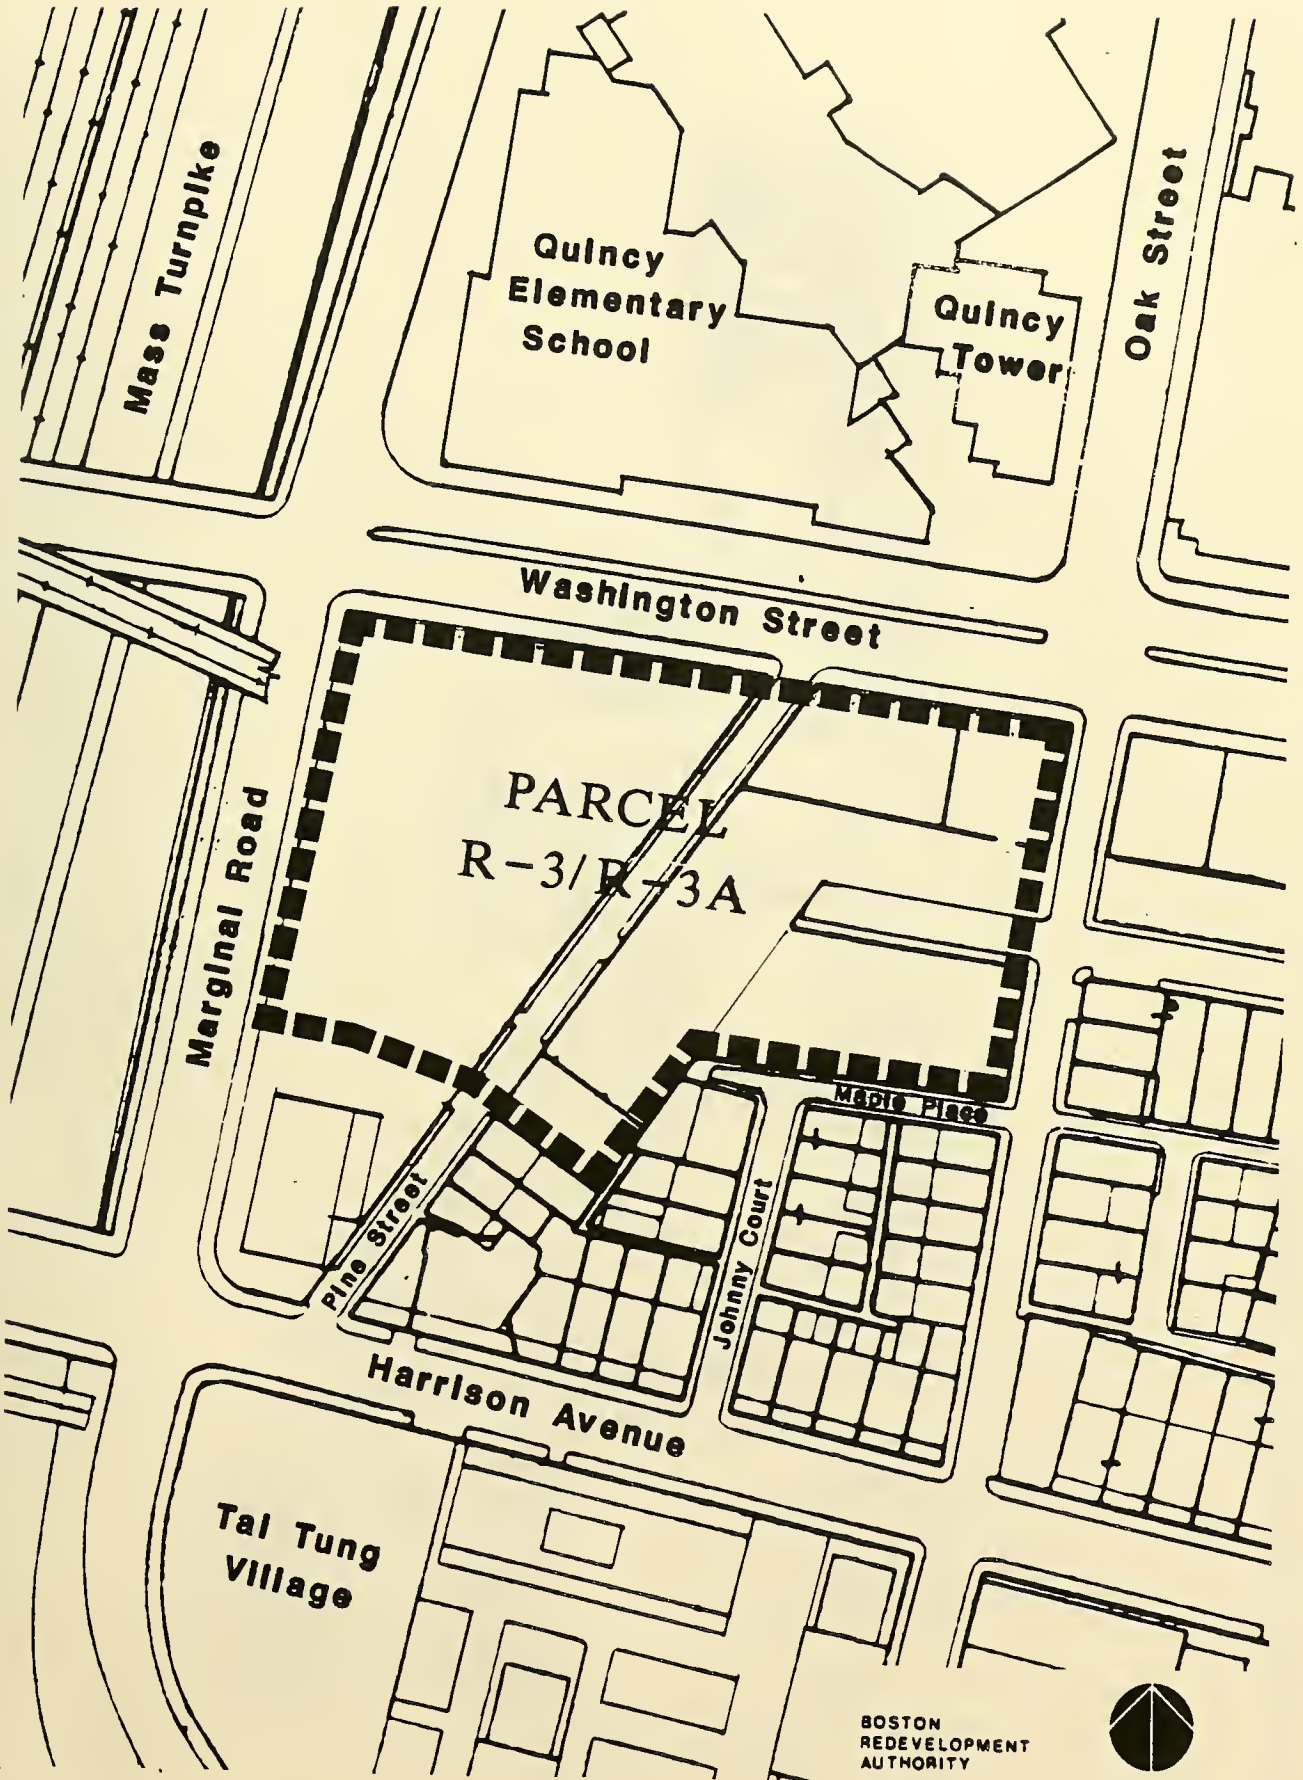 Mass Turnpike
Quincy
Elementary
School
Quincy
Tower
Oak Street
Washington Street
PARCEL
R-3/R-3A
Marginal Road
Maple Place
Pine Street
Johnny Court
Harrison Avenue
Tai Tung
Village
BOSTON
REDEVELOPMENT
AUTHORITY